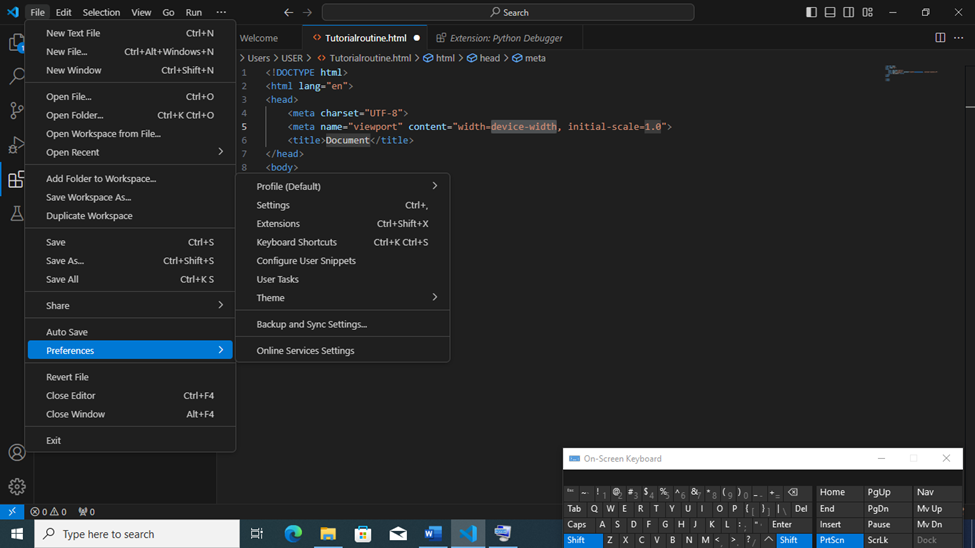 File Edit Selection View Go Run ··· Search
New Text File Ctrl+N
New File... Ctrl+Alt+Windows+N
New Window Ctrl+Shift+N
Open File... Ctrl+O
Open Folder... Ctrl+K Ctrl+O
Open Workspace from File...
Open Recent
Add Folder to Workspace...
Save Workspace As...
Duplicate Workspace
Save Ctrl+S
Save As... Ctrl+Shift+S
Save All Ctrl+K S
Share
Auto Save
Preferences
Revert File
Close Editor Ctrl+F4
Close Window Alt+F4
Exit
Profile (Default)
Settings Ctrl+,
Extensions Ctrl+Shift+X
Keyboard Shortcuts Ctrl+K Ctrl+S
Configure User Snippets
User Tasks
Theme
Backup and Sync Settings...
Online Services Settings
Welcome <> Tutorialroutine.html Extension: Python Debugger
> Users > USER > <> Tutorialroutine.html > html > head > meta
1 <!DOCTYPE html>
2 <html lang="en">
3 <head>
4 <meta charset="UTF-8">
5 <meta name="viewport" content="width=device-width, initial-scale=1.0">
6 <title>Document</title>
7 </head>
8 <body>
On-Screen Keyboard
Esc ~ ` ! 1 @ 2 # 3 $ 4 % 5 ^ 6 & 7 * 8 ( 9 ) 0 _ - + = Home PgUp Nav
Tab Q W E R T Y U I O P { [ } ] | \ Del End PgDn Mv Up
Caps A S D F G H J K L : ; " ' Enter Insert Pause Mv Dn
Shift Z X C V B N M < , > . ? / ^ Shift PrtScn ScrLk Dock
0 0 0
Type here to search